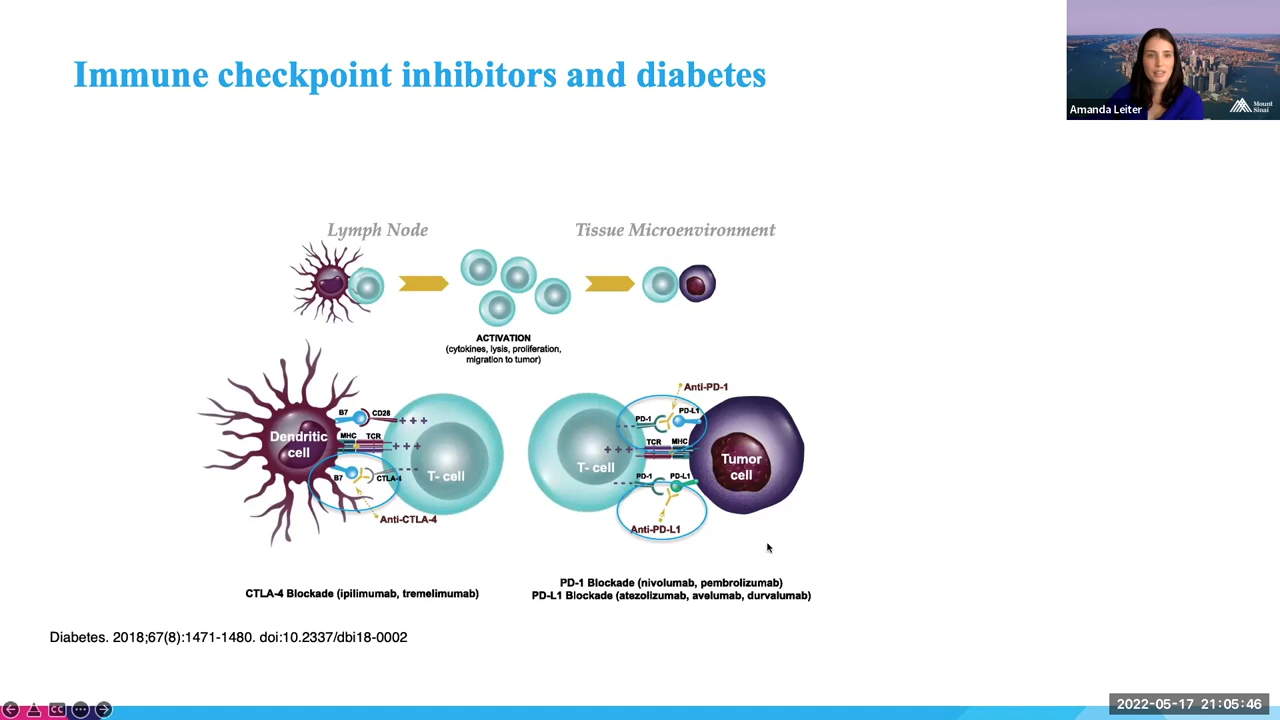 Immune checkpoint inhibitors and diabetes
Amanda Leiter
Mount
Sinai
Lymph Node
Tissue Microenvironment
ACTIVATION
(cytokines, lysis, proliferation,
migration to tumor)
Anti-PD-1
B7
CD28
+ + +
PD-1
PD-L1
- - -
Dendritic
cell
MHC
TCR
+ + +
T- cell
B7
CTLA-4
- - -
Anti-CTLA-4
T- cell
TCR
MHC
+ + +
Tumor
cell
PD-1
PD-L1
- - -
Anti-PD-L1
CTLA-4 Blockade (ipilimumab, tremelimumab)
PD-1 Blockade (nivolumab, pembrolizumab)
PD-L1 Blockade (atezolizumab, avelumab, durvalumab)
Diabetes. 2018;67(8):1471-1480. doi:10.2337/dbi18-0002
CC
2022-05-17 21:05:46